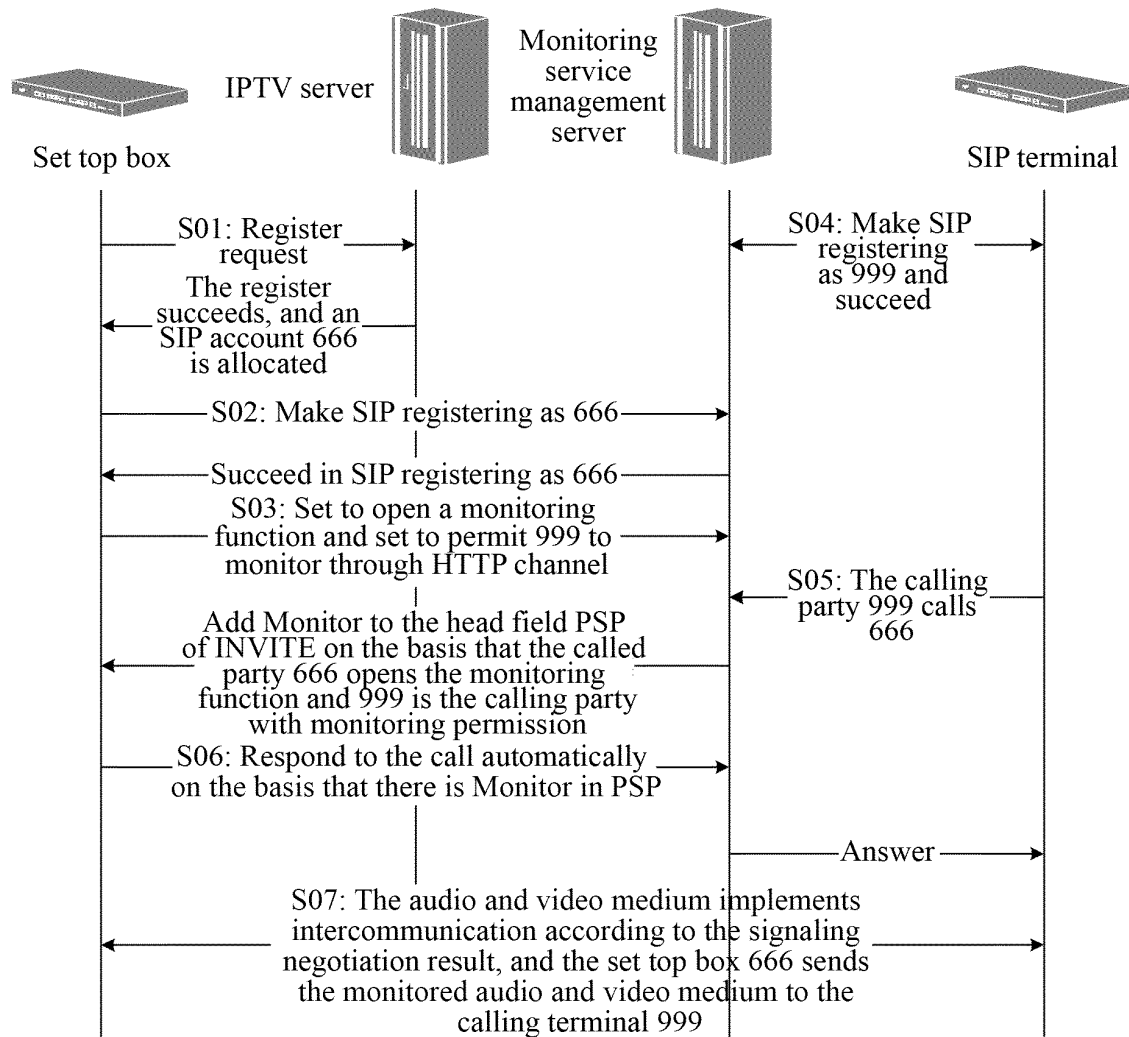 IPTV server
Monitoring
service
management
server
Set top box
SIP terminal
S01: Register
request
S04: Make SIP
registering
as 999 and
succeed
The register
succeeds, and an
SIP account 666
is allocated
S02: Make SIP registering as 666
Succeed in SIP registering as 666
S03: Set to open a monitoring
function and set to permit 999 to
monitor through HTTP channel
S05: The calling
party 999 calls
666
Add Monitor to the head field PSP
of INVITE on the basis that the called
party 666 opens the monitoring
function and 999 is the calling party
with monitoring permission
S06: Respond to the call automatically
on the basis that there is Monitor in PSP
Answer
S07: The audio and video medium implements
intercommunication according to the signaling
negotiation result, and the set top box 666 sends
the monitored audio and video medium to the
calling terminal 999